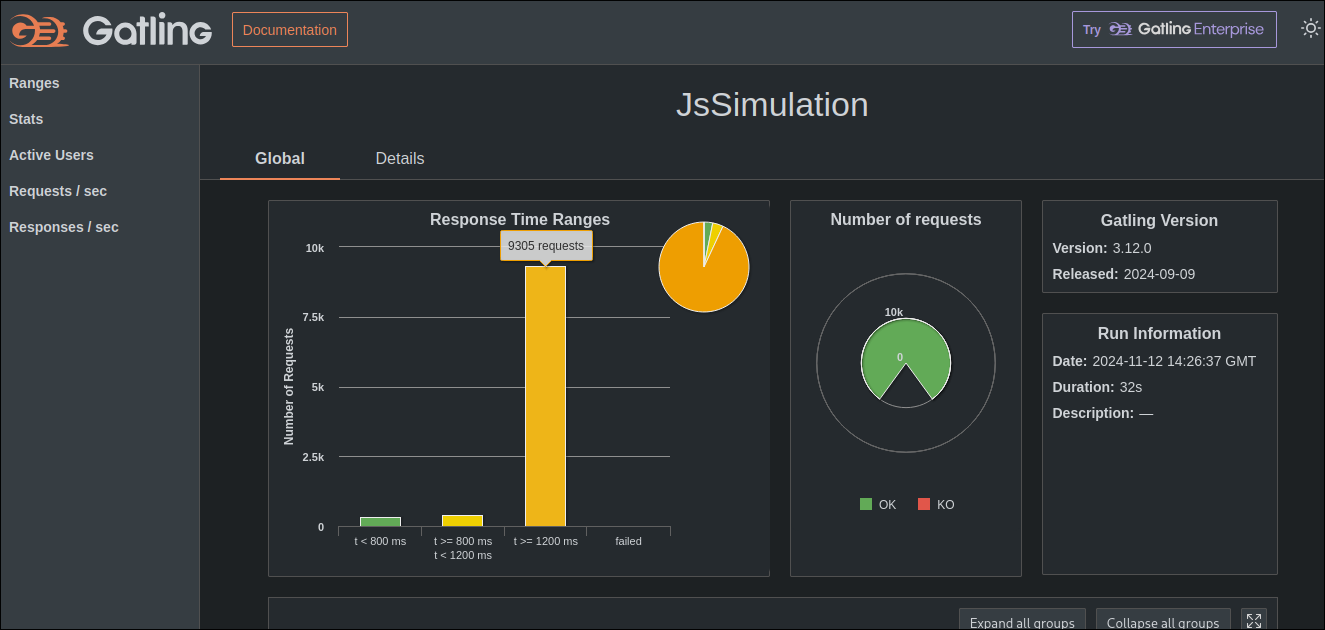 Gatling
Documentation
Try Gatling Enterprise
Ranges
Stats
Active Users
Requests / sec
Responses / sec
JsSimulation
Global
Details
Response Time Ranges
9305 requests
Number of Requests
10k
7.5k
5k
2.5k
0
t < 800 ms
t >= 800 ms
t < 1200 ms
t >= 1200 ms
failed
Number of requests
10k
0
OK
KO
Gatling Version
Version: 3.12.0
Released: 2024-09-09
Run Information
Date: 2024-11-12 14:26:37 GMT
Duration: 32s
Description: —
Expand all groups
Collapse all groups